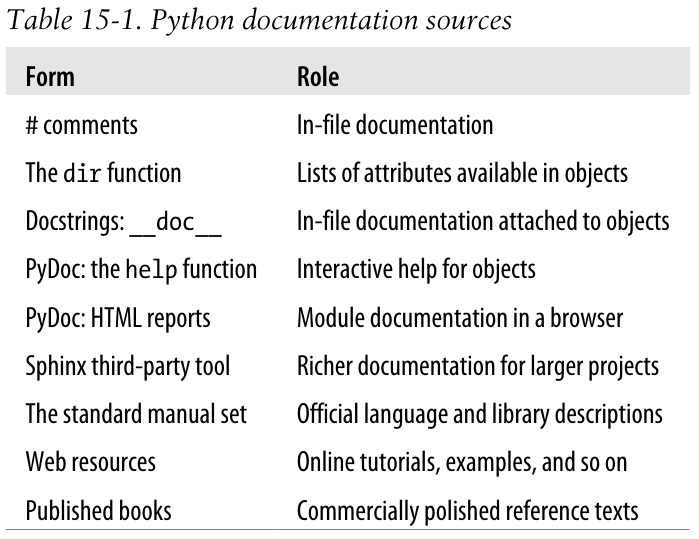 Table 15-1. Python documentation sources
Form Role
# comments In-file documentation
The dir function Lists of attributes available in objects
Docstrings: __doc__ In-file documentation attached to objects
PyDoc: the help function Interactive help for objects
PyDoc: HTML reports Module documentation in a browser
Sphinx third-party tool Richer documentation for larger projects
The standard manual set Official language and library descriptions
Web resources Online tutorials, examples, and so on
Published books Commercially polished reference texts